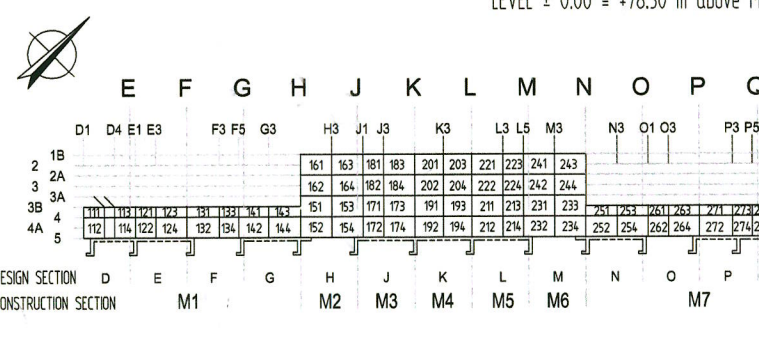 LEVEL ± 0.00 = +78.50 m above
E F G H J K L M N O P Q
D1 D4 E1 E3 F3 F5 G3 H3 J1 J3 K3 L3 L5 M3 N3 O1 O3 P3 P5
1B
2 161 163 181 183 201 203 221 223 241 243
2A
3 162 164 182 184 202 204 222 224 242 244
3A
3B 111 113 121 123 131 133 141 143 151 153 171 173 191 193 211 213 231 233 251 253 261 263 271 273
4
4A 112 114 122 124 132 134 142 144 152 154 172 174 192 194 212 214 232 234 252 254 262 264 272 274
5
ESIGN SECTION D E F G H J K L M N O P
ONSTRUCTION SECTION M1 M2 M3 M4 M5 M6 M7